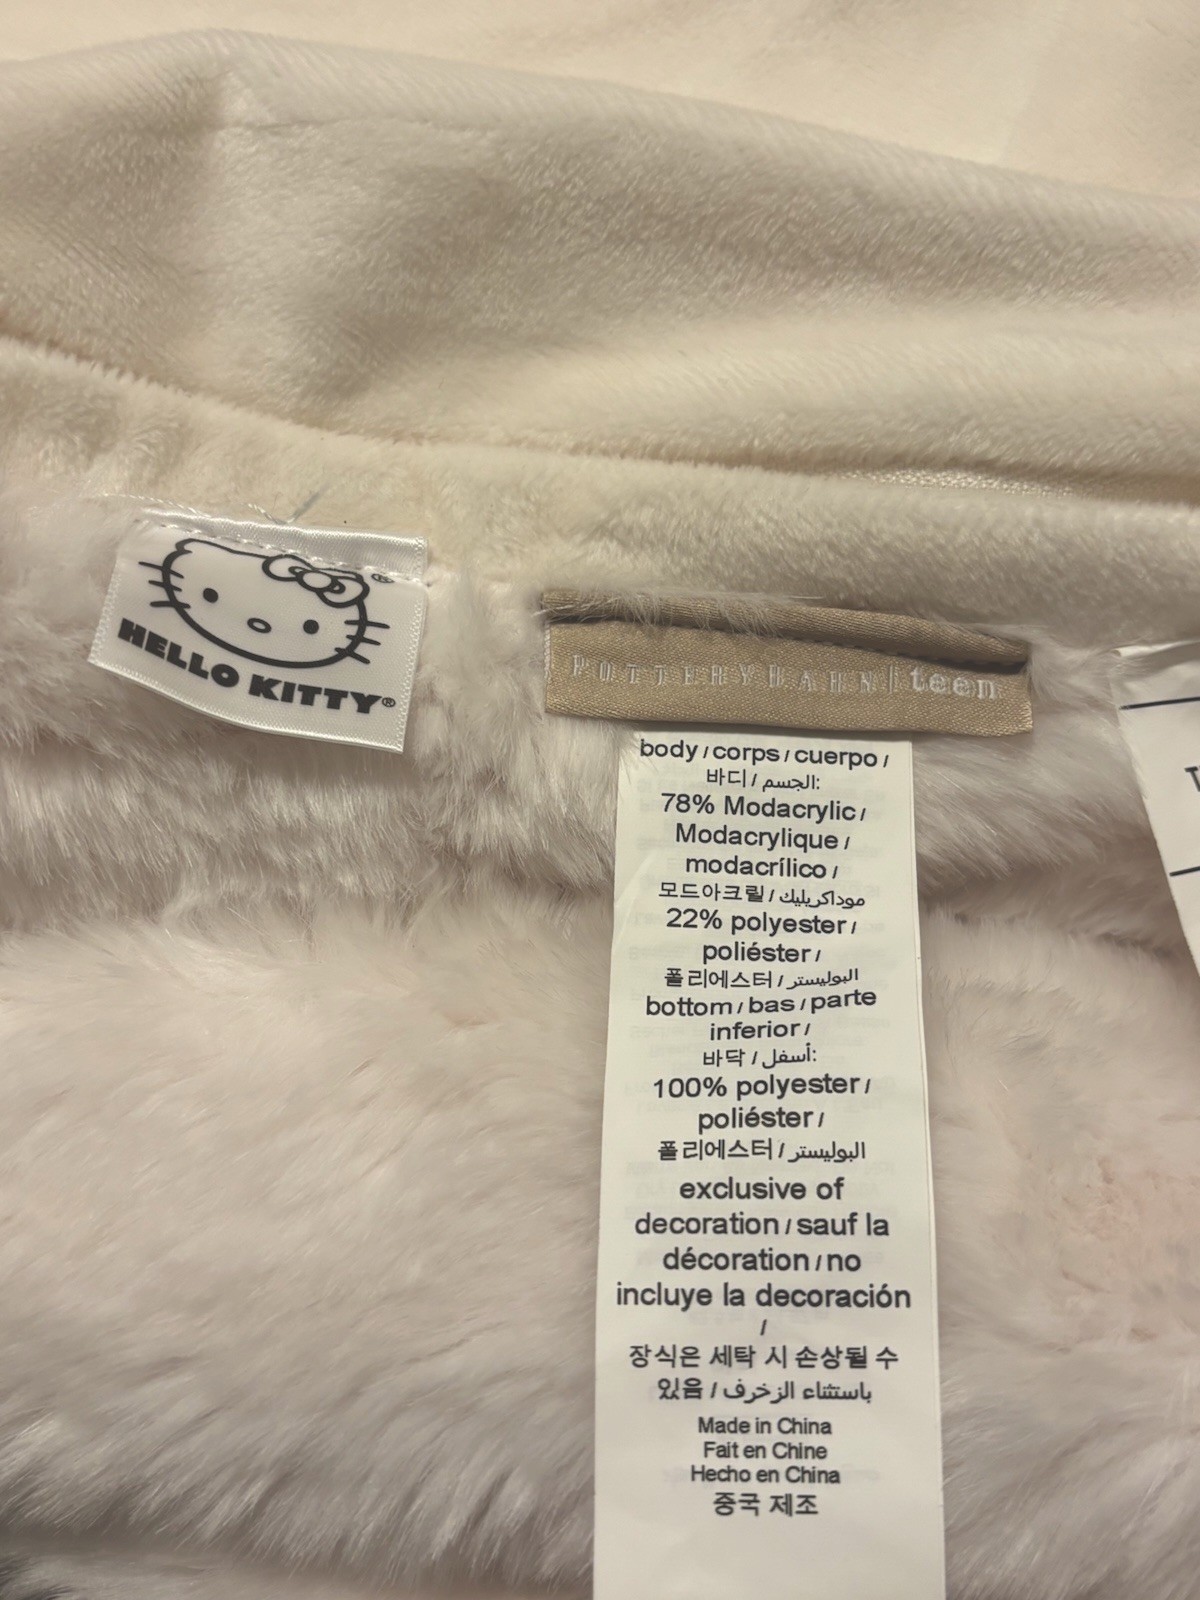 HELLO KITTY®
POTTERY BARN | teen
body / corps / cuerpo /
바디 / الجسم:
78% Modacrylic /
Modacrylique /
modacrílico /
모드아크릴 / موداكريليك
22% polyester /
poliéster /
폴리에스터 / البوليستر
bottom / bas / parte
inferior /
바닥 / أسفل:
100% polyester /
poliéster /
폴리에스터 / البوليستر
exclusive of
decoration / sauf la
décoration / no
incluye la decoración
/
장식은 세탁 시 손상될 수
있음 / باستثناء الزخرف
Made in China
Fait en Chine
Hecho en China
중국 제조